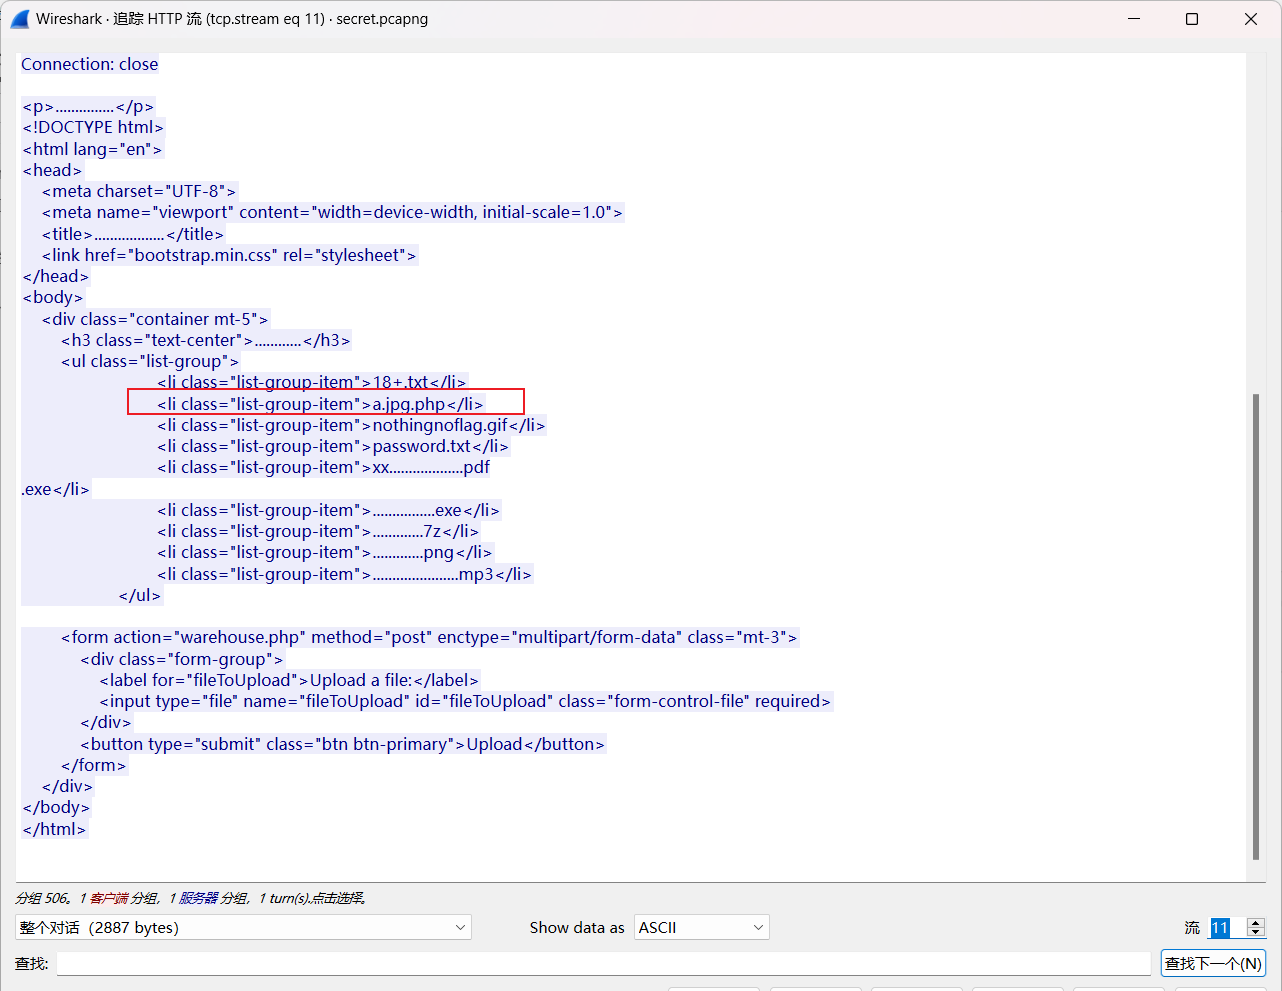 Wireshark · 追踪 HTTP 流 (tcp.stream eq 11) · secret.pcapng
Connection: close
<p>...............</p>
<!DOCTYPE html>
<html lang="en">
<head>
<meta charset="UTF-8">
<meta name="viewport" content="width=device-width, initial-scale=1.0">
<title>..................</title>
<link href="bootstrap.min.css" rel="stylesheet">
</head>
<body>
<div class="container mt-5">
<h3 class="text-center">............</h3>
<ul class="list-group">
<li class="list-group-item">18+.txt</li>
<li class="list-group-item">a.jpg.php</li>
<li class="list-group-item">nothingnoflag.gif</li>
<li class="list-group-item">password.txt</li>
<li class="list-group-item">xx...................pdf
.exe</li>
<li class="list-group-item">................exe</li>
<li class="list-group-item">.............7z</li>
<li class="list-group-item">.............png</li>
<li class="list-group-item">......................mp3</li>
</ul>
<form action="warehouse.php" method="post" enctype="multipart/form-data" class="mt-3">
<div class="form-group">
<label for="fileToUpload">Upload a file:</label>
<input type="file" name="fileToUpload" id="fileToUpload" class="form-control-file" required>
</div>
<button type="submit" class="btn btn-primary">Upload</button>
</form>
</div>
</body>
</html>
分组 506。1 客户端 分组，1 服务器 分组，1 turn(s).点击选择。
整个对话（2887 bytes） Show data as ASCII 流 11
查找: 查找下一个(N)